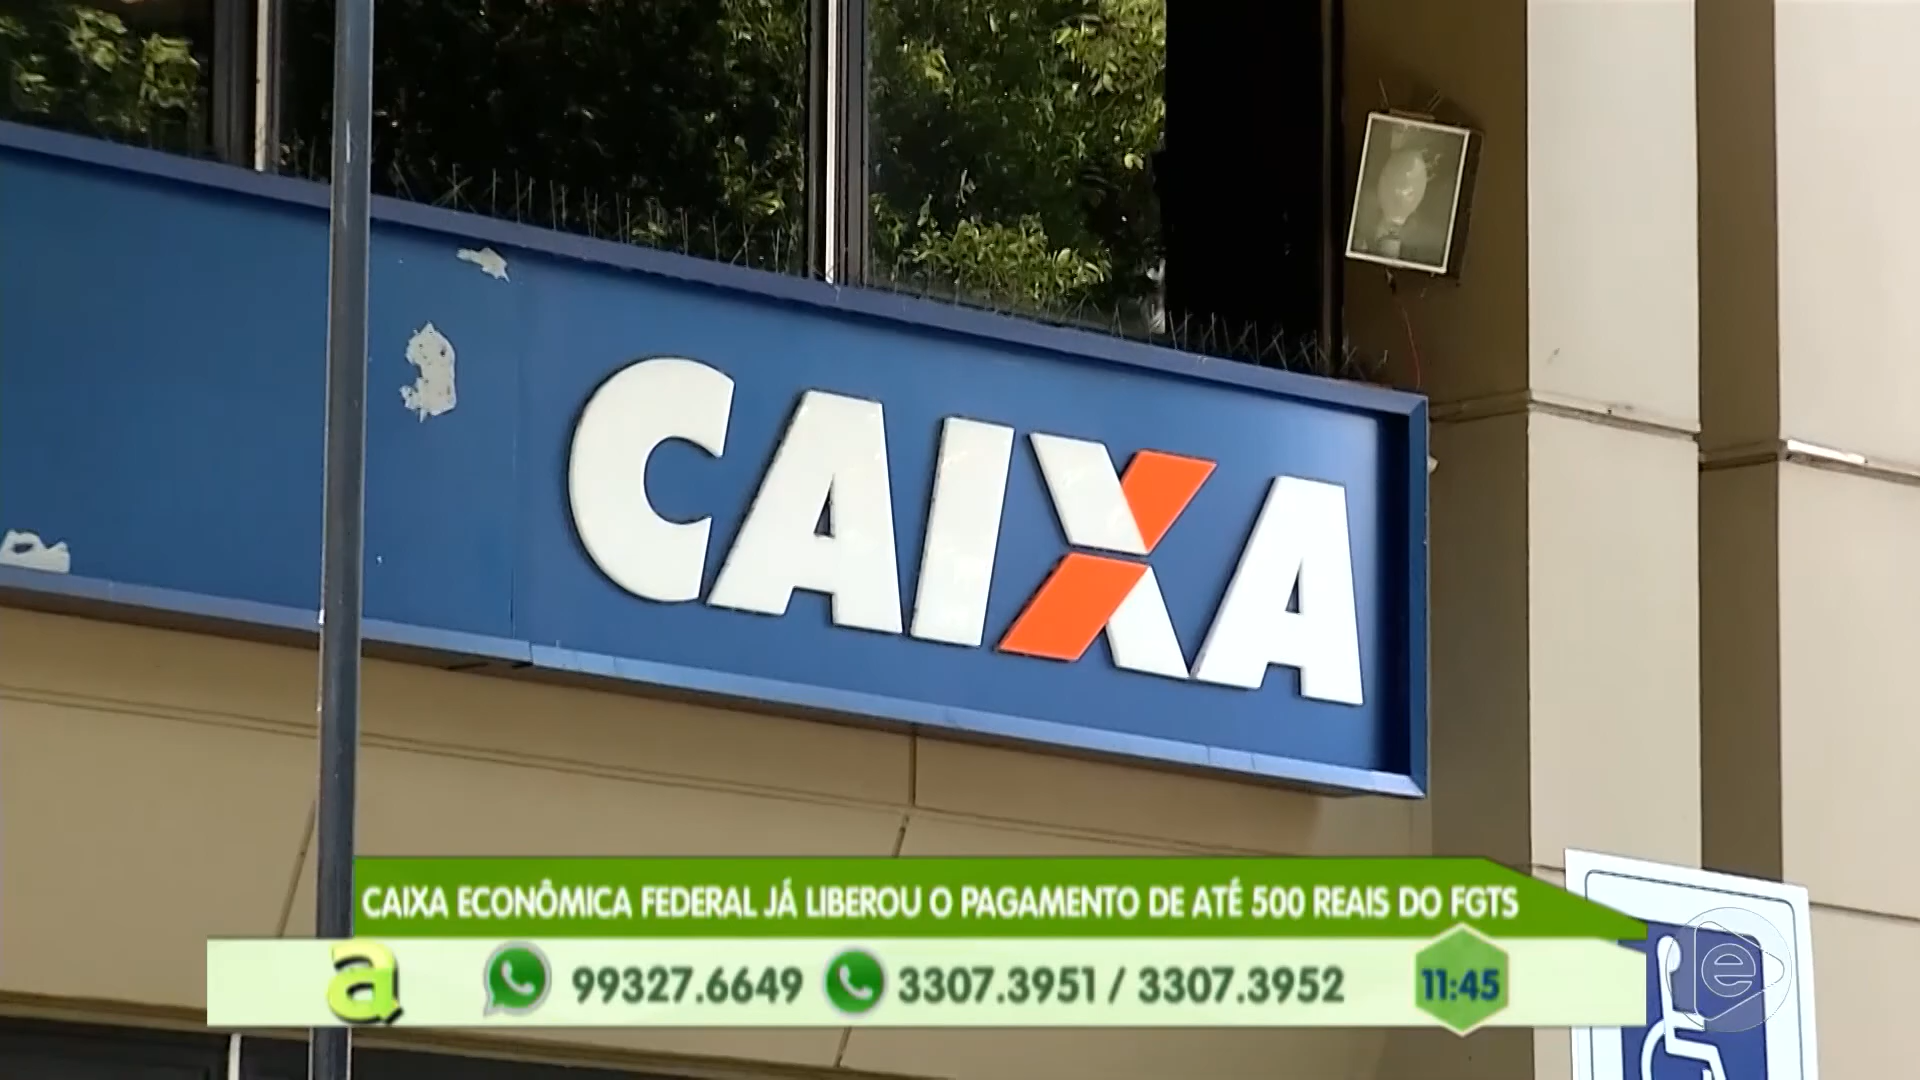 CAIXA
CAIXA ECONÔMICA FEDERAL JÁ LIBEROU O PAGAMENTO DE ATÉ 500 REAIS DO FGTS
a 99327.6649 3307.3951 / 3307.3952 11:45
e